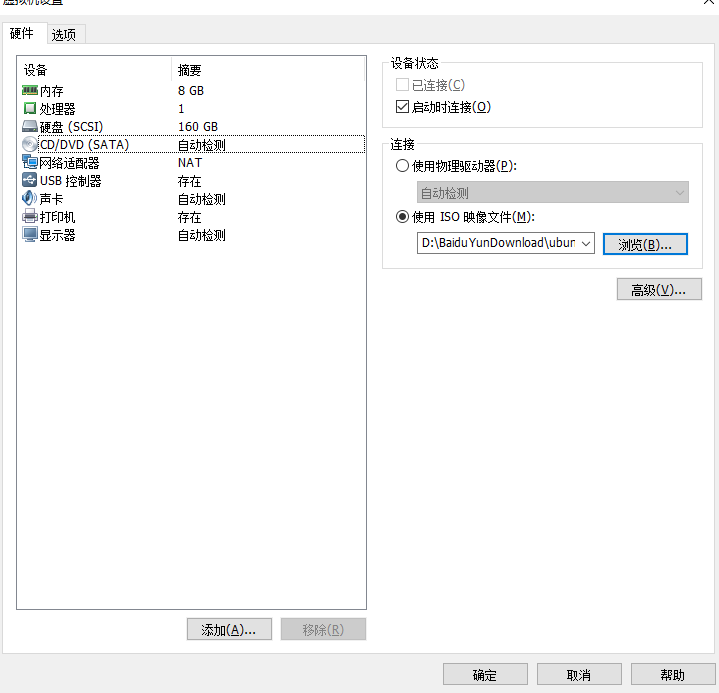 虚拟机设置
硬件 选项
设备 摘要
内存 8 GB
处理器 1
硬盘 (SCSI) 160 GB
CD/DVD (SATA) 自动检测
网络适配器 NAT
USB 控制器 存在
声卡 自动检测
打印机 存在
显示器 自动检测
添加(A)... 移除(R)
设备状态
已连接(C)
启动时连接(O)
连接
使用物理驱动器(P):
自动检测
使用 ISO 映像文件(M):
D:\BaiduYunDownload\ubun 浏览(B)...
高级(V)...
确定 取消 帮助